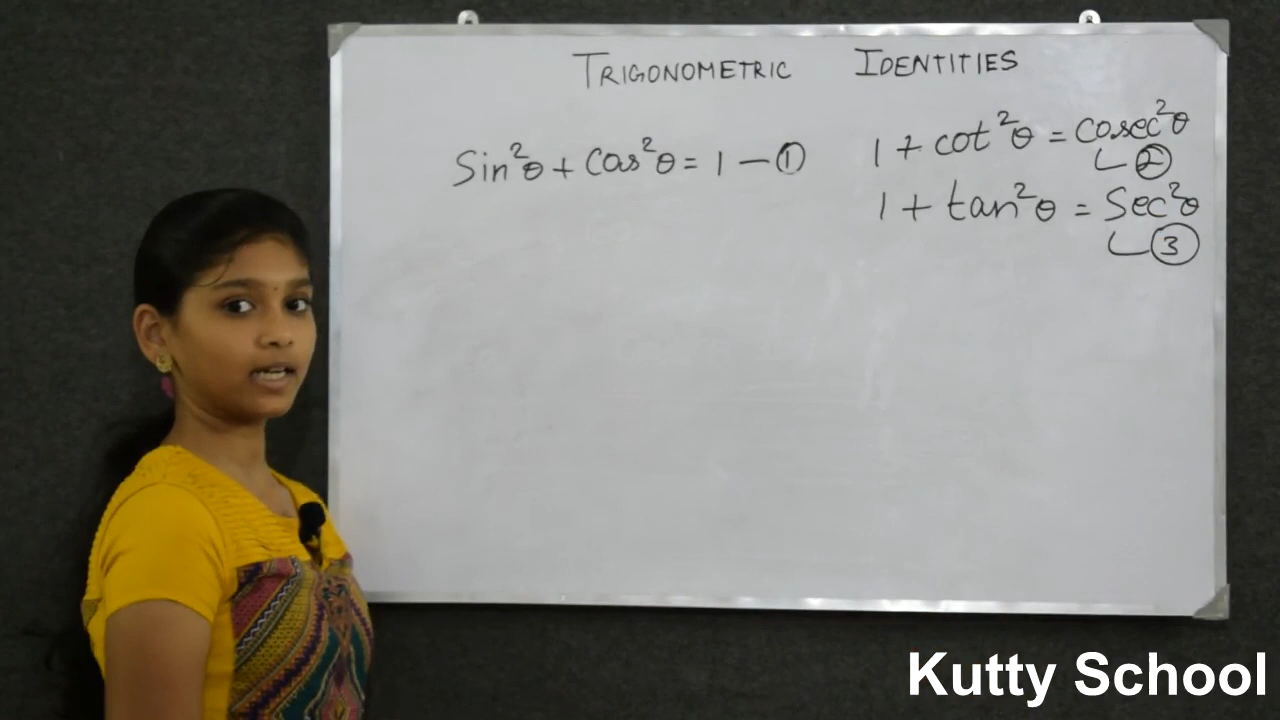 TRIGONOMETRIC IDENTITIES
Sin²θ + Cos²θ = 1 — ①
1 + cot²θ = cosec²θ
②
1 + tan²θ = Sec²θ
③
Kutty School